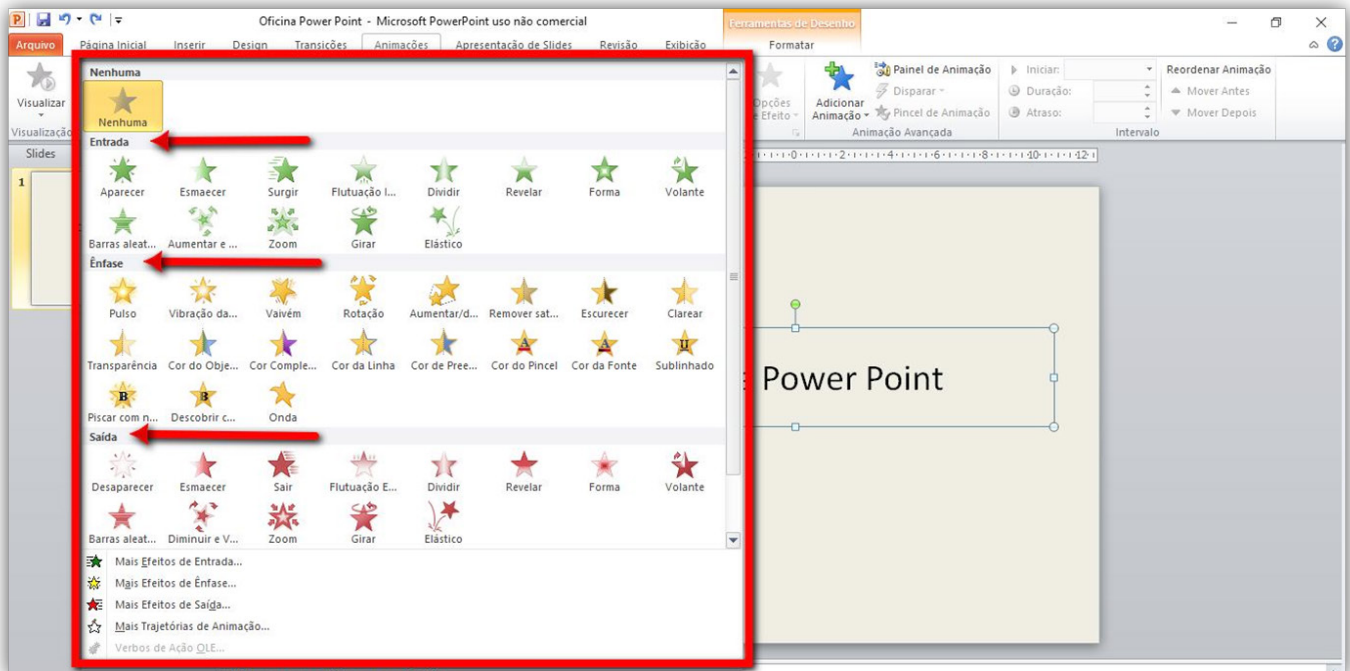 Oficina Power Point - Microsoft PowerPoint uso não comercial
Ferramentas de Desenho
Arquivo Página Inicial Inserir Design Transições Animações Apresentação de Slides Revisão Exibição Formatar
Visualizar
Visualização
Slides
1
Nenhuma
Nenhuma
Entrada
Aparecer Esmaecer Surgir Flutuação I... Dividir Revelar Forma Volante
Barras aleat... Aumentar e ... Zoom Girar Elástico
Ênfase
Pulso Vibração da... Vaivém Rotação Aumentar/d... Remover sat... Escurecer Clarear
Transparência Cor do Obje... Cor Comple... Cor da Linha Cor de Pree... Cor do Pincel Cor da Fonte Sublinhado
Piscar com n... Descobrir c... Onda
Saída
Desaparecer Esmaecer Sair Flutuação E... Dividir Revelar Forma Volante
Barras aleat... Diminuir e V... Zoom Girar Elástico
Mais Efeitos de Entrada...
Mais Efeitos de Ênfase...
Mais Efeitos de Saída...
Mais Trajetórias de Animação...
Verbos de Ação OLE...
Opções
Efeito
Adicionar
Animação
Painel de Animação
Disparar
Pincel de Animação
Animação Avançada
Iniciar:
Duração:
Atraso:
Intervalo
Reordenar Animação
Mover Antes
Mover Depois
0 2 4 6 8 10 12
Power Point